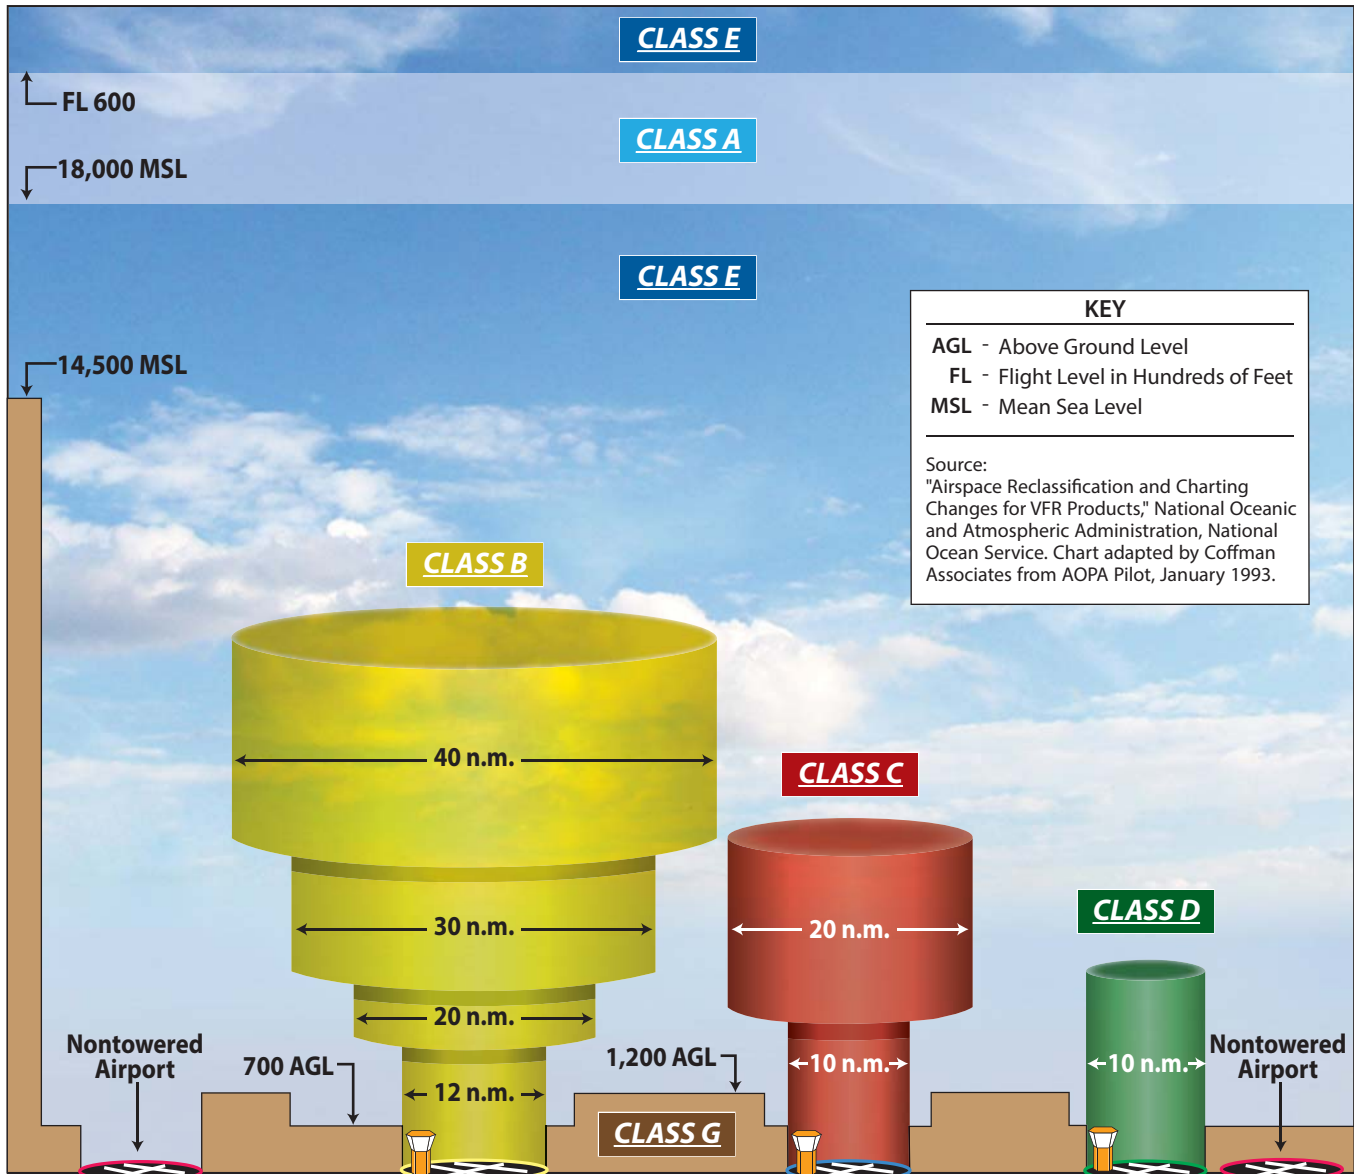 CLASS E
FL 600
CLASS A
18,000 MSL
CLASS E
14,500 MSL
KEY
AGL - Above Ground Level
FL - Flight Level in Hundreds of Feet
MSL - Mean Sea Level
Source:
"Airspace Reclassification and Charting
Changes for VFR Products," National Oceanic
and Atmospheric Administration, National
Ocean Service. Chart adapted by Coffman
Associates from AOPA Pilot, January 1993.
CLASS B
40 n.m.
30 n.m.
20 n.m.
12 n.m.
CLASS C
20 n.m.
10 n.m.
CLASS D
10 n.m.
Nontowered
Airport
700 AGL
1,200 AGL
CLASS G
Nontowered
Airport